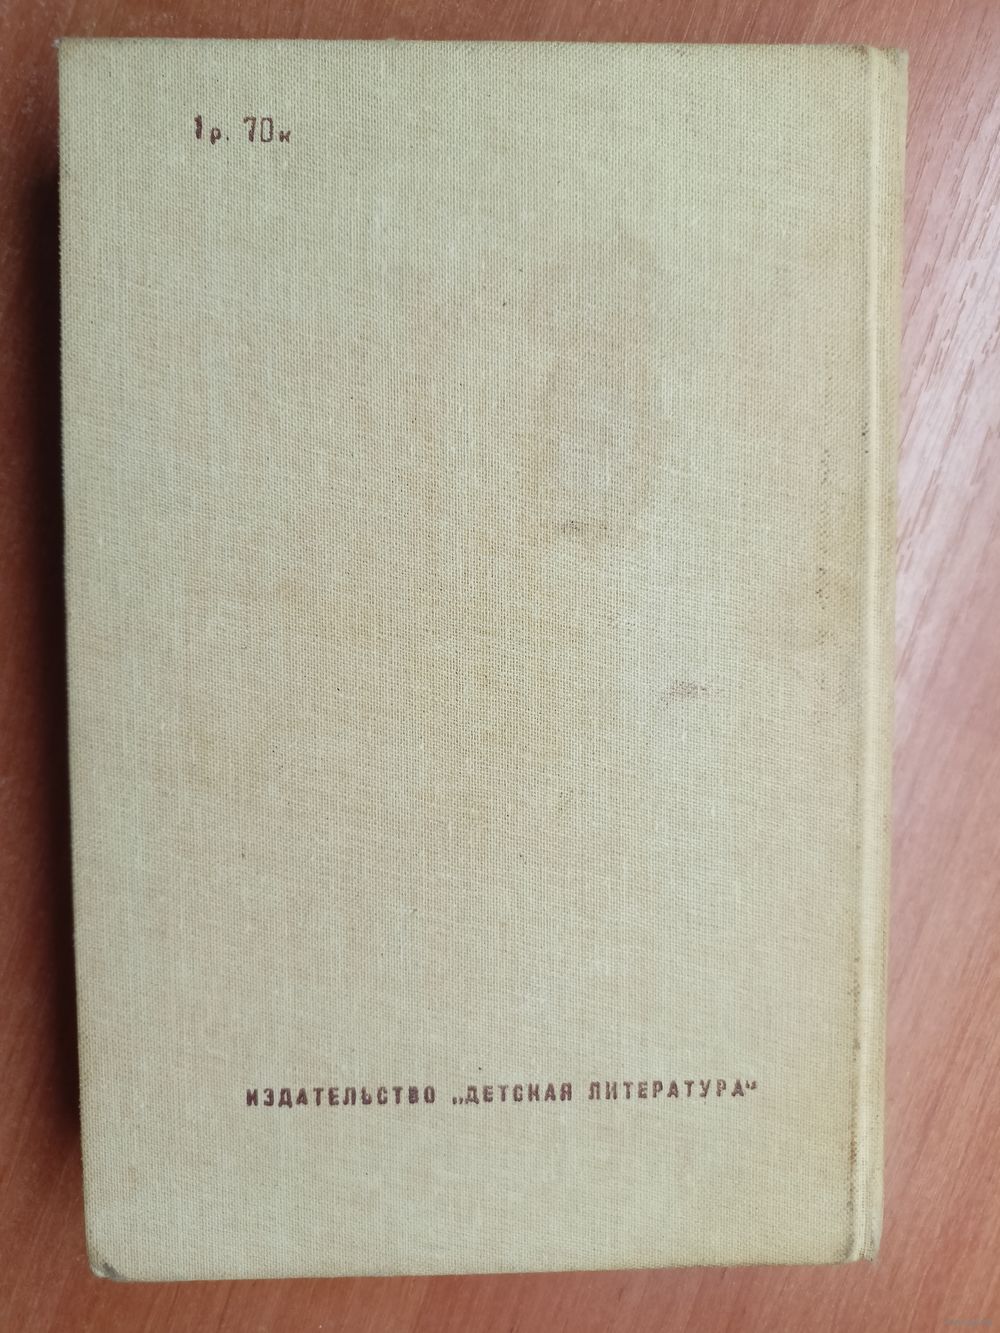 1р. 70к
ИЗДАТЕЛЬСТВО „ДЕТСКАЯ ЛИТЕРАТУРА“